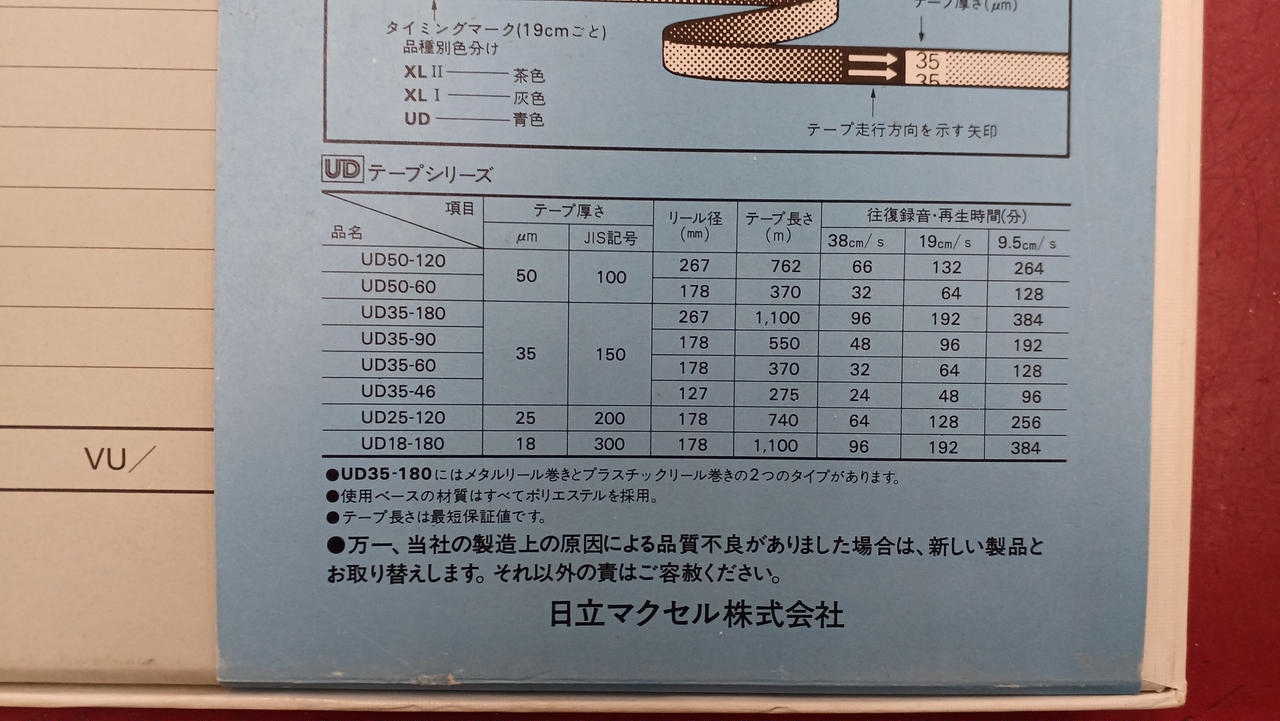 テープ厚さ(μm)
タイミングマーク(19cmごと)
品種別色分け
XLⅡ 茶色
XLⅠ 灰色
UD 青色
35
35
テープ走行方向を示す矢印
UD テープシリーズ
項目 テープ厚さ リール径(mm) テープ長さ(m) 往復録音・再生時間(分)
品名 μm JIS記号 38cm/s 19cm/s 9.5cm/s
UD50-120 50 100 267 762 66 132 264
UD50-60 178 370 32 64 128
UD35-180 35 150 267 1,100 96 192 384
UD35-90 178 550 48 96 192
UD35-60 178 370 32 64 128
UD35-46 127 275 24 48 96
UD25-120 25 200 178 740 64 128 256
UD18-180 18 300 178 1,100 96 192 384
VU/
●UD35-180にはメタルリール巻きとプラスチックリール巻きの2つのタイプがあります。
●使用ベースの材質はすべてポリエステルを採用。
●テープ長さは最短保証値です。
●万一、当社の製造上の原因による品質不良がありました場合は、新しい製品と
お取り替えします。それ以外の責はご容赦ください。
日立マクセル株式会社